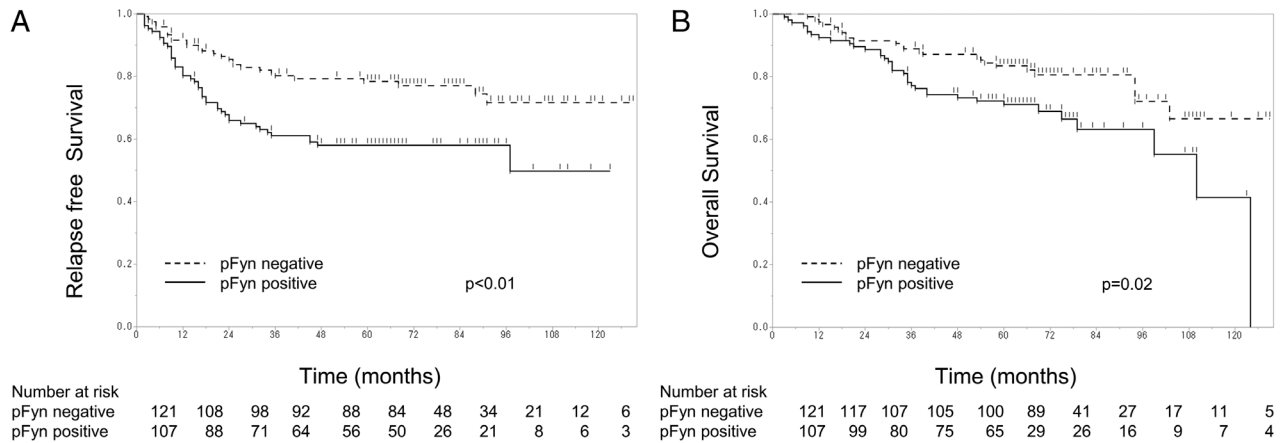 A
Relapse free Survival
1.0
0.8
0.6
0.4
0.2
0.0
pFyn negative
pFyn positive
p<0.01
0 12 24 36 48 60 72 84 96 108 120
Time (months)
Number at risk
pFyn negative 121 108 98 92 88 84 48 34 21 12 6
pFyn positive 107 88 71 64 56 50 26 21 8 6 3
B
Overall Survival
1.0
0.8
0.6
0.4
0.2
0.0
pFyn negative
pFyn positive
p=0.02
0 12 24 36 48 60 72 84 96 108 120
Time (months)
Number at risk
pFyn negative 121 117 107 105 100 89 41 27 17 11 5
pFyn positive 107 99 80 75 65 29 26 16 9 7 4